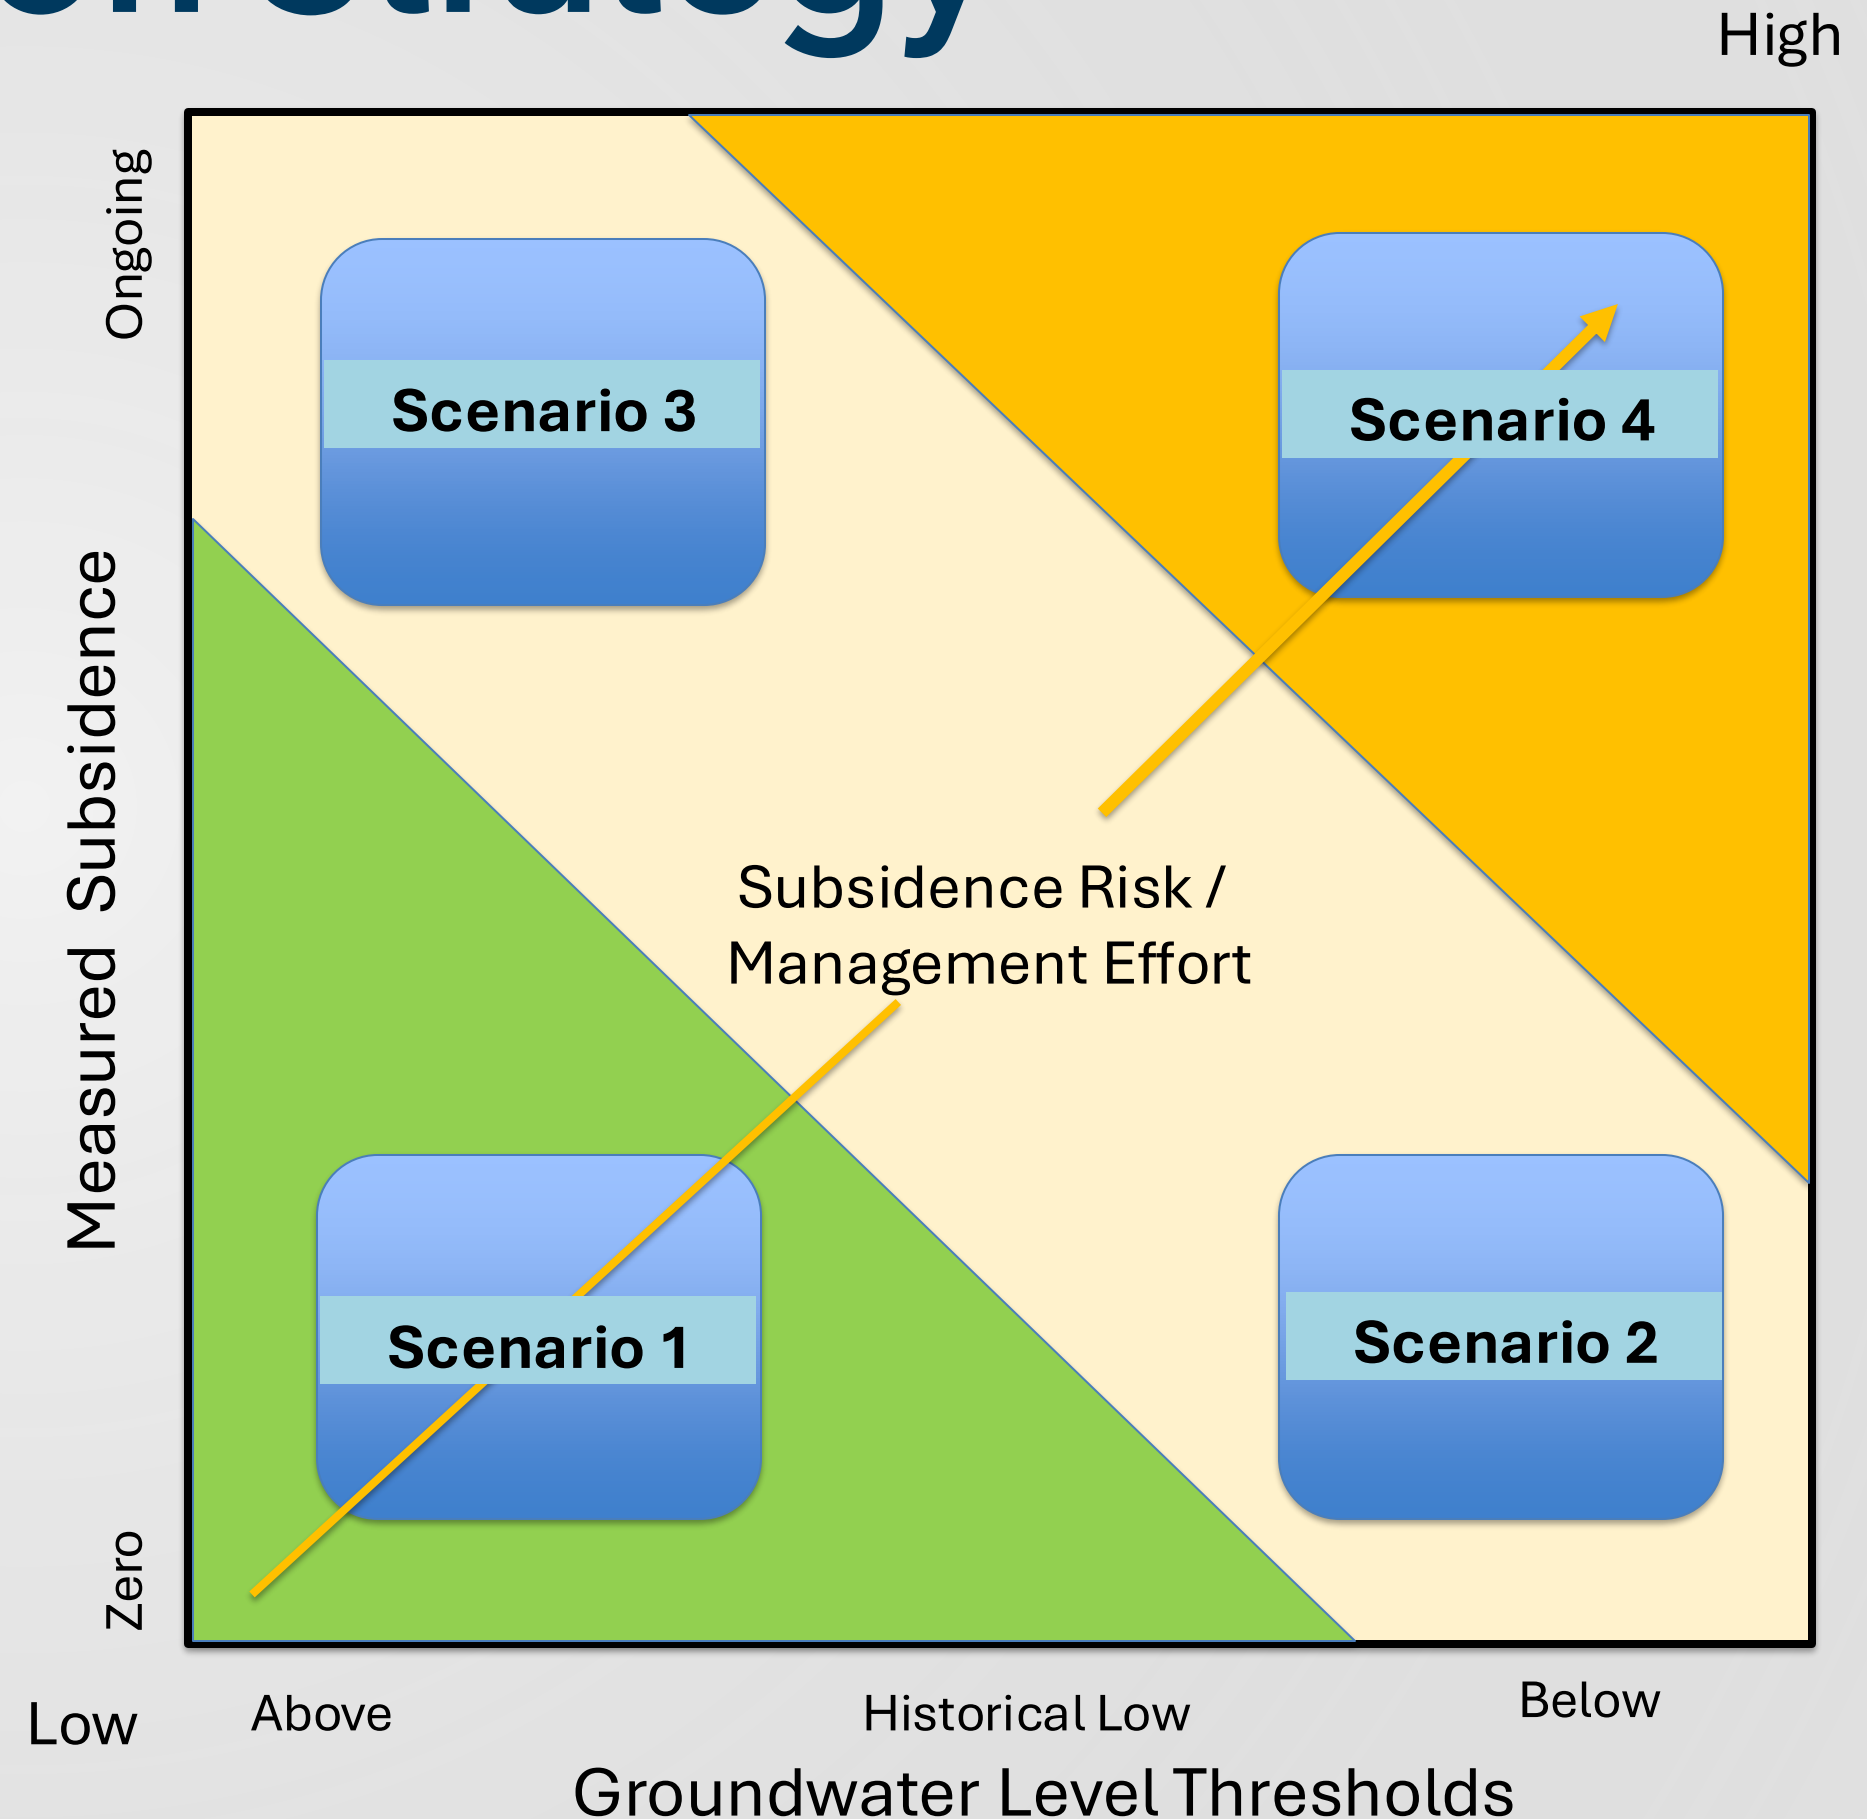 Strategy
High
Ongoing
Scenario 3
Scenario 4
Measured Subsidence
Subsidence Risk /
Management Effort
Scenario 1
Scenario 2
Zero
Low
Above
Historical Low
Below
Groundwater Level Thresholds